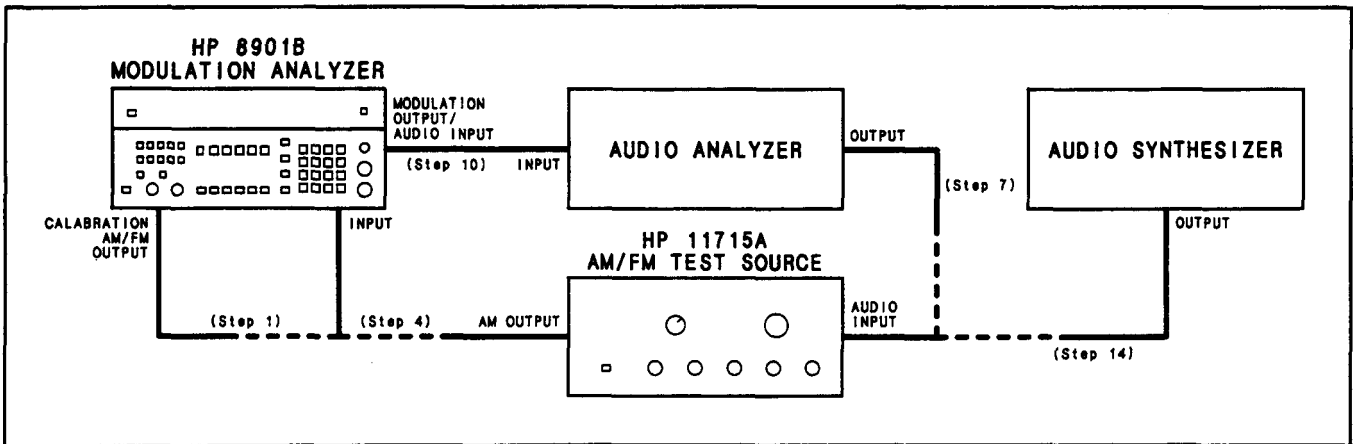 HP 8901B
MODULATION ANALYZER
MODULATION
OUTPUT/
AUDIO INPUT
(Step 10)
INPUT
AUDIO ANALYZER
OUTPUT
(Step 7)
AUDIO SYNTHESIZER
OUTPUT
CALABRATION
AM/FM
OUTPUT
INPUT
(Step 1)
(Step 4)
AM OUTPUT
HP 11715A
AM/FM TEST SOURCE
AUDIO
INPUT
(Step 14)